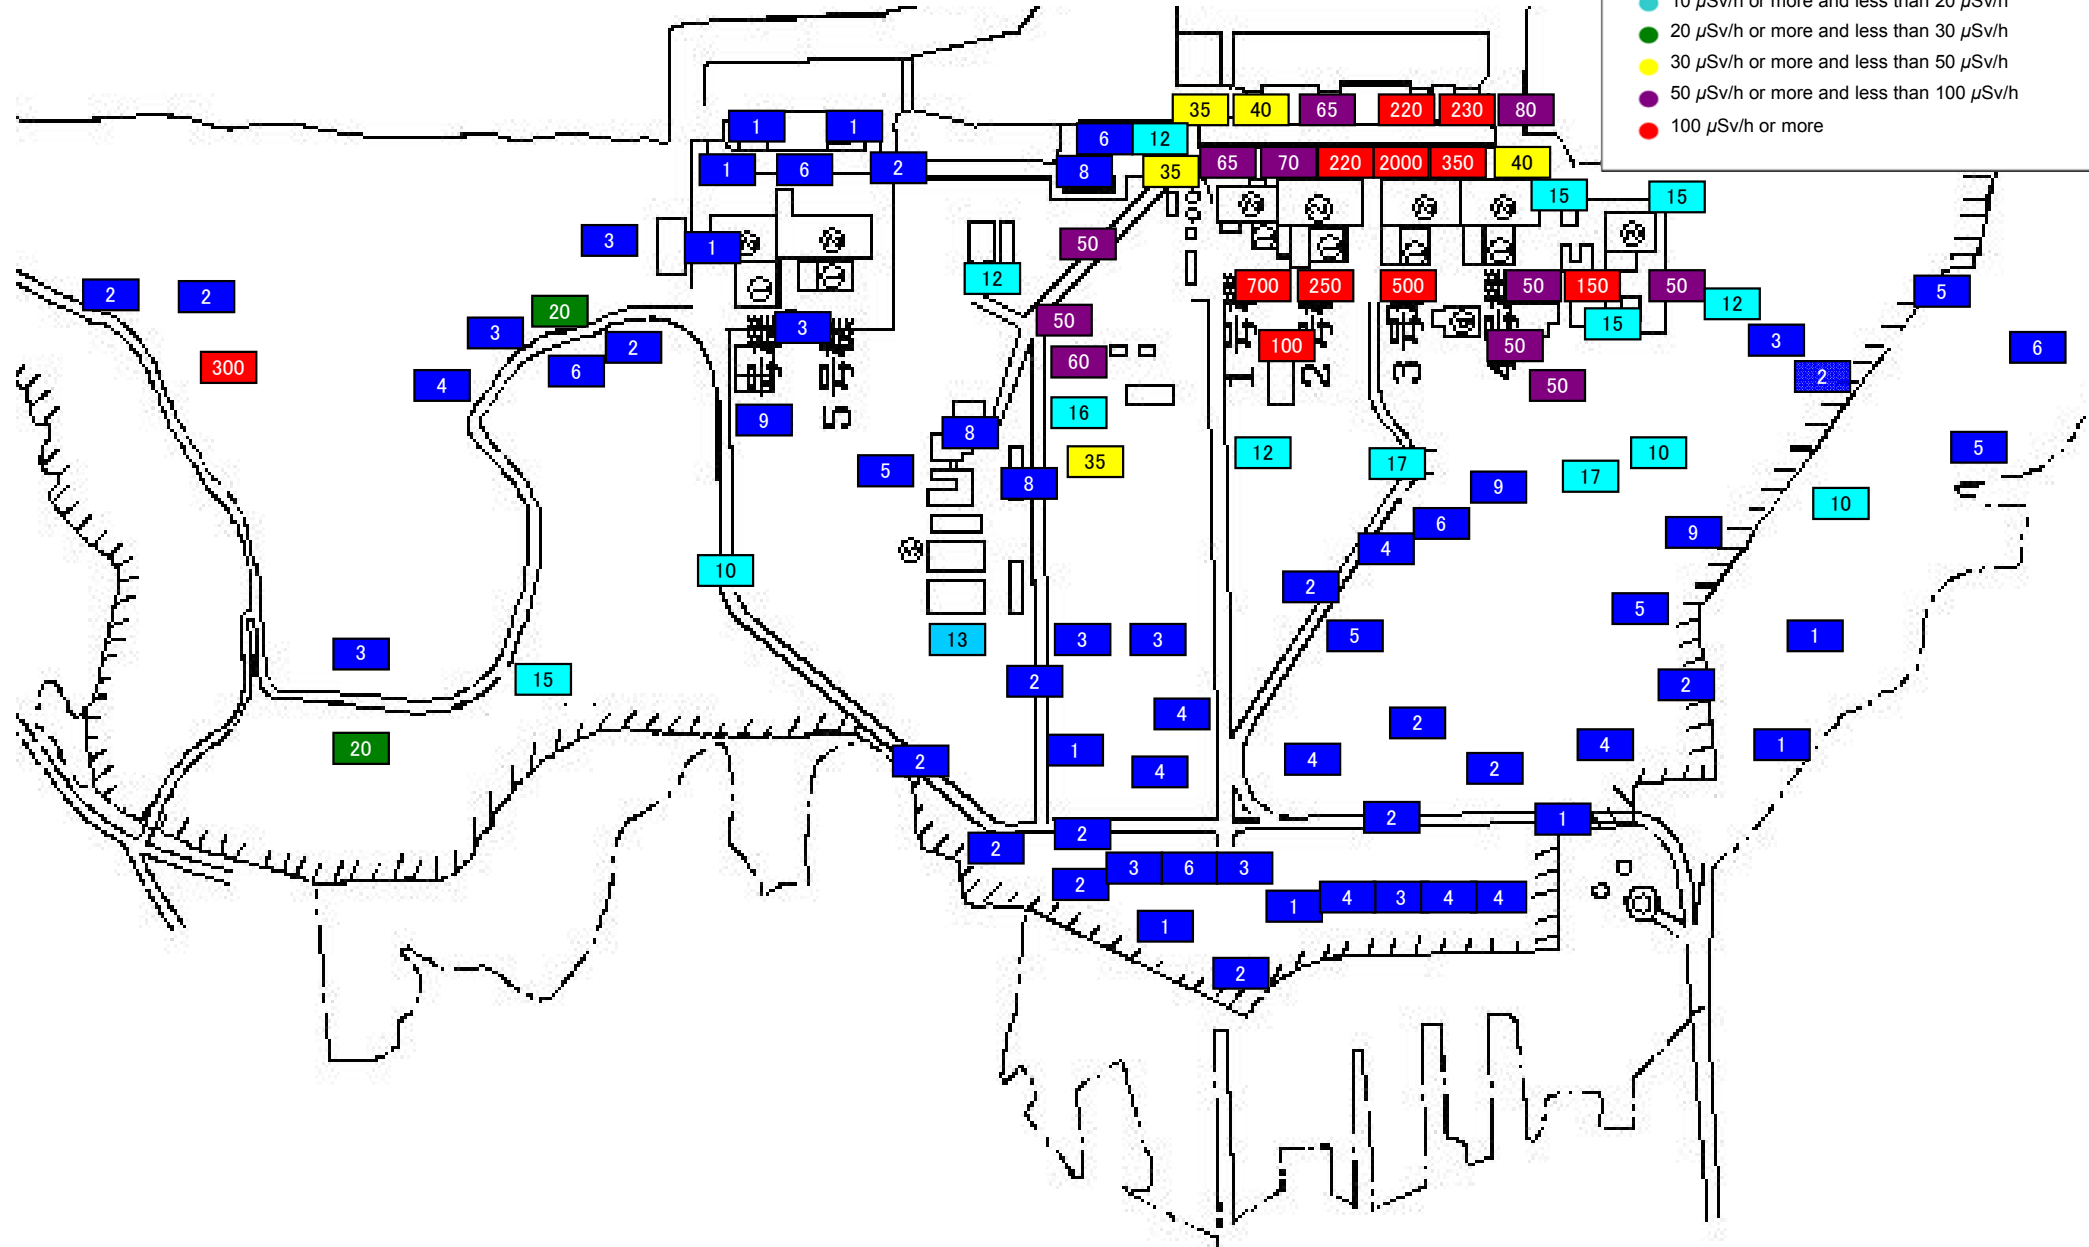 10 μSv/h or more and less than 20 μSv/h
20 μSv/h or more and less than 30 μSv/h
30 μSv/h or more and less than 50 μSv/h
50 μSv/h or more and less than 100 μSv/h
100 μSv/h or more
35 40 65 220 230 80
1 1 6 12
1 6 2 8 35 65 70 220 2000 350 40
15 15
3 1 50
12 700 250 500 50 150 50 12 5
2 2
20 3 3 2 50 15
300 4 6 60 100 50 3 6
2
50
9 16
8 35 12 17 10 5
5 8 9 17 10
6 9
4
10 2
5
3 13 3 3 5 1
15 2 2
4 2
20 2 1 4 4 2 4 1
2 2 2 1
2 3 6 3
1 4 3 4 4
1
2